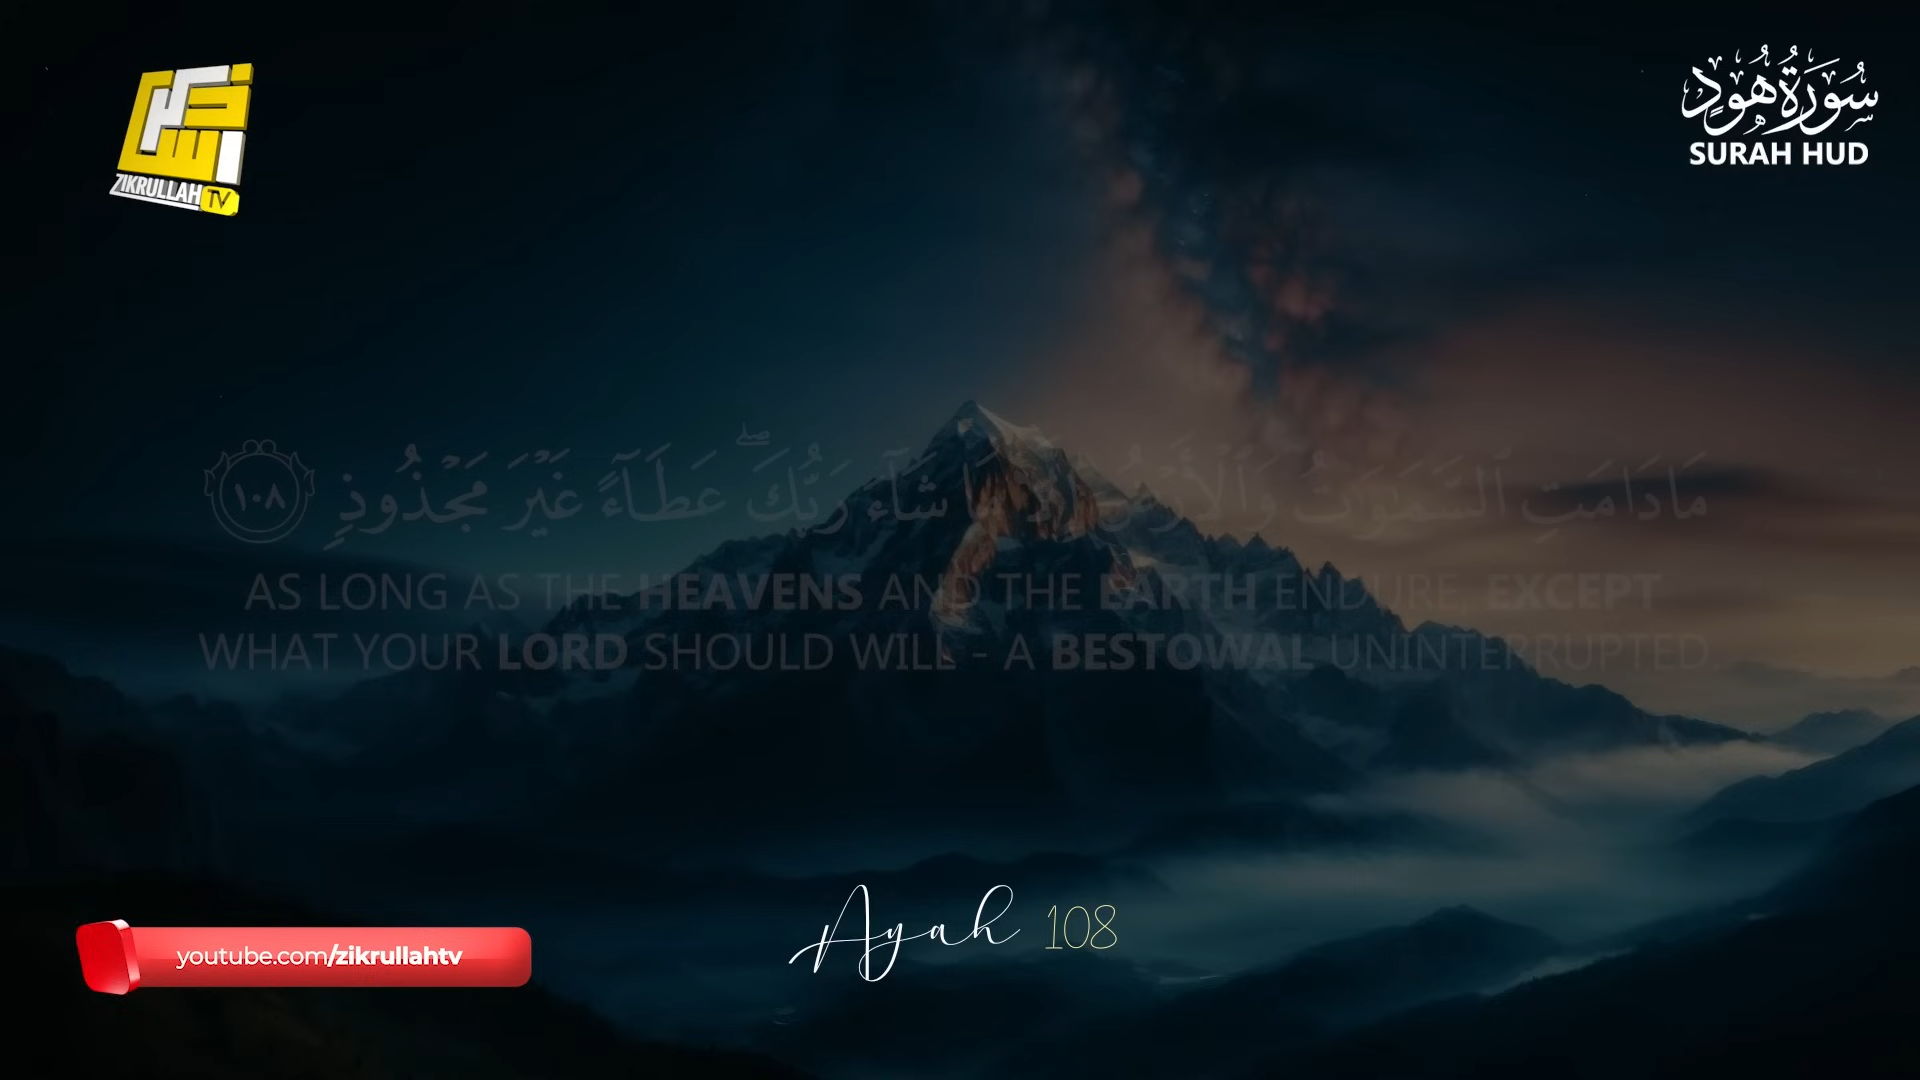 ZIKRULLAH TV
سُورَةُ هُودٍ
SURAH HUD
مَا دَامَتِ ٱلسَّمَٰوَٰتُ وَٱلْأَرْضُ إِلَّا مَا شَآءَ رَبُّكَ ۖ عَطَآءً غَيْرَ مَجْذُوذٍ ١٠٨
AS LONG AS THE HEAVENS AND THE EARTH ENDURE, EXCEPT
WHAT YOUR LORD SHOULD WILL - A BESTOWAL UNINTERRUPTED.
Ayah 108
youtube.com/zikrullahtv